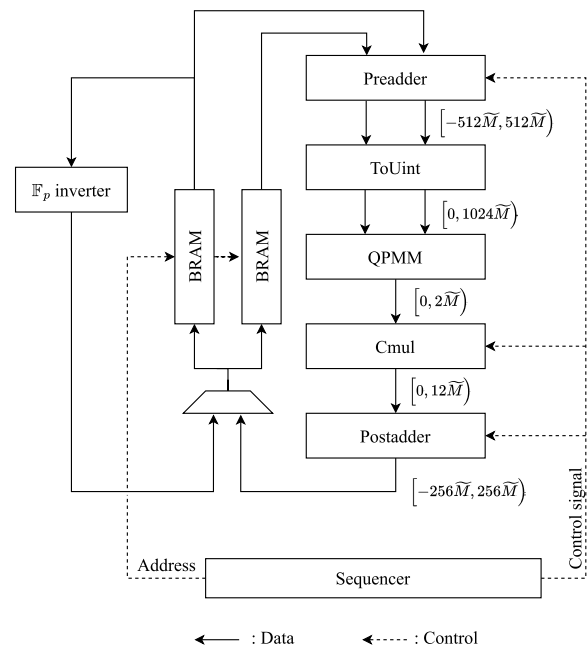 Preadder
[−512M̃, 512M̃)
ToUint
𝔽p inverter
[0, 1024M̃)
BRAM
BRAM
QPMM
[0, 2M̃)
Cmul
[0, 12M̃)
Postadder
[−256M̃, 256M̃)
Control signal
Address
Sequencer
: Data
: Control